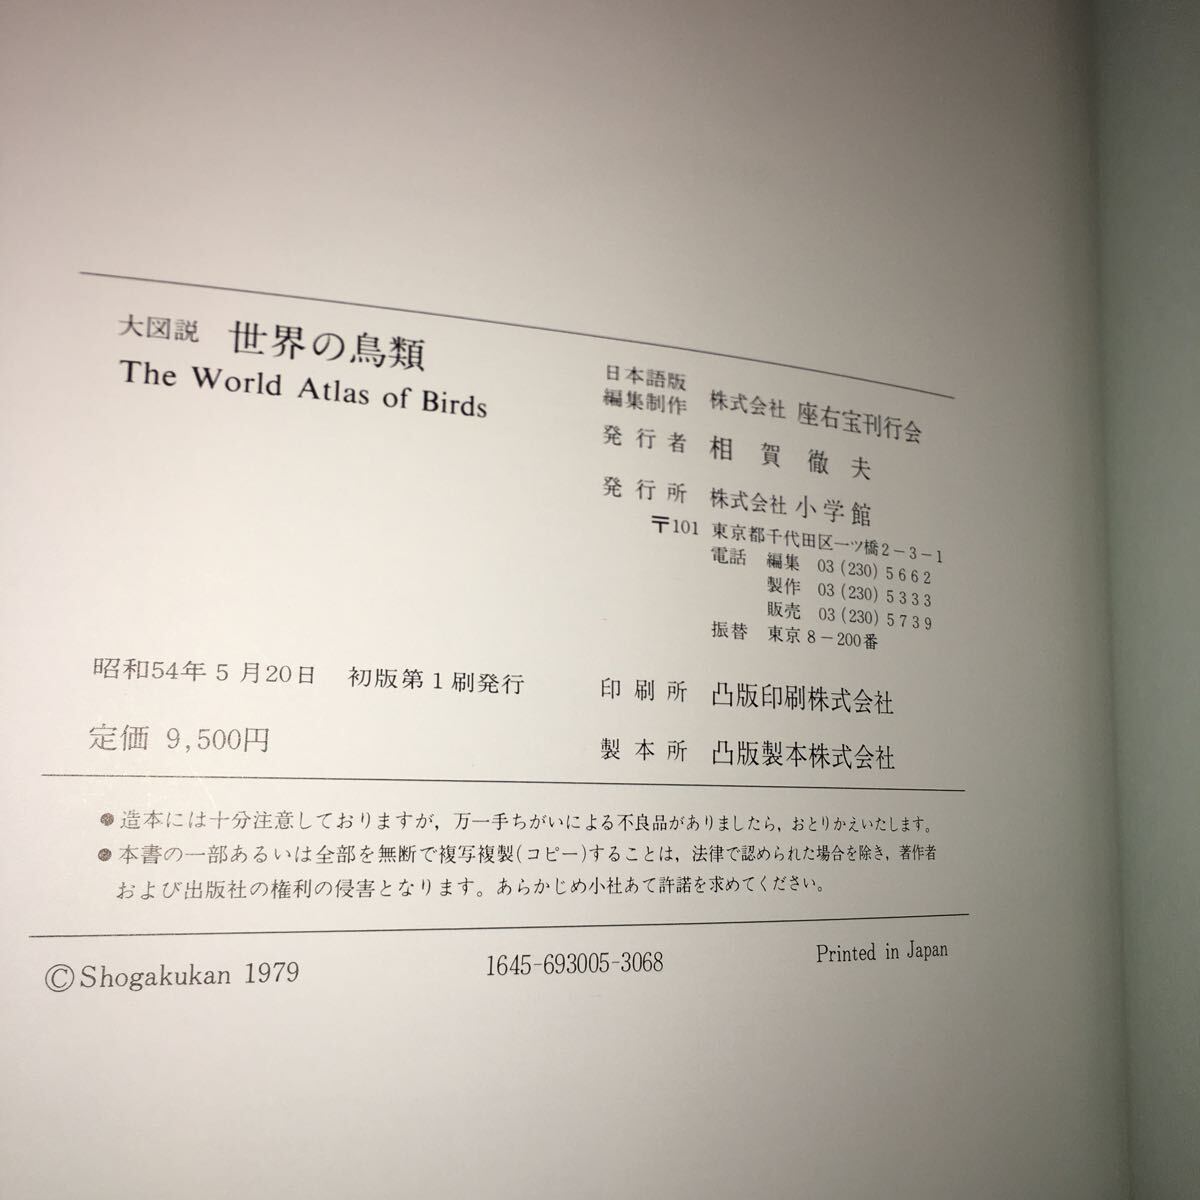 大図説 世界の鳥類
The World Atlas of Birds
日本語版
編集制作 株式会社 座右宝刊行会
発行者 相賀徹夫
発行所 株式会社 小学館
〒101 東京都千代田区一ツ橋2-3-1
電話 編集 03(230)5662
製作 03(230)5333
販売 03(230)5739
振替 東京8-200番
昭和54年5月20日 初版第1刷発行
印刷所 凸版印刷株式会社
定価 9,500円
製本所 凸版製本株式会社
●造本には十分注意しておりますが, 万一手ちがいによる不良品がありましたら, おとりかえいたします。
●本書の一部あるいは全部を無断で複写複製(コピー)することは, 法律で認められた場合を除き, 著作者
および出版社の権利の侵害となります。あらかじめ小社あて許諾を求めてください。
©Shogakukan 1979
1645-693005-3068
Printed in Japan